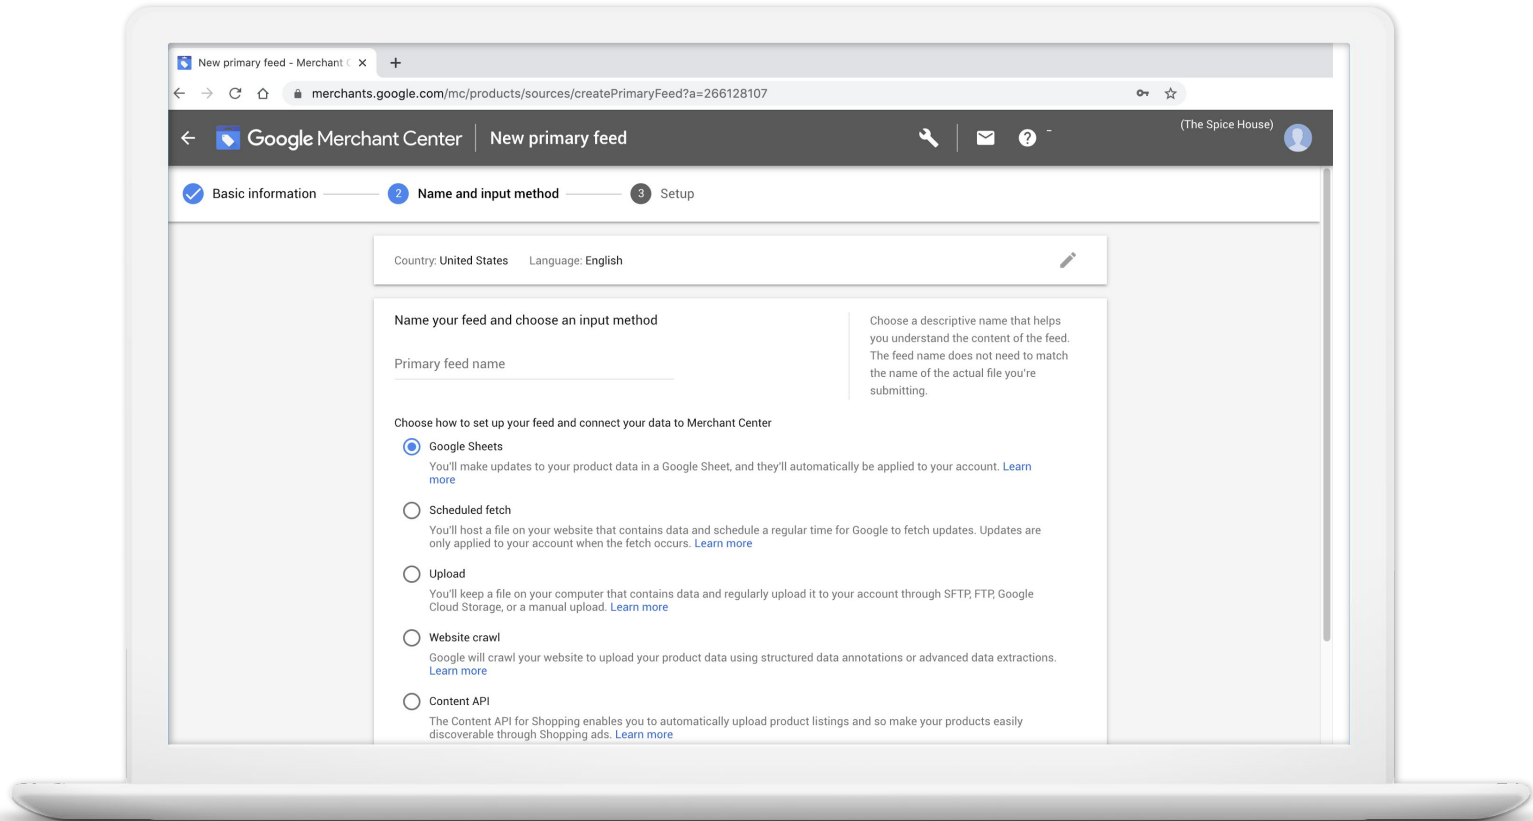 New primary feed - Merchant C
merchants.google.com/mc/products/sources/createPrimaryFeed?a=266128107
Google Merchant Center
New primary feed
(The Spice House)
Basic information
2 Name and input method
3 Setup
Country: United States Language: English
Name your feed and choose an input method
Primary feed name
Choose a descriptive name that helps
you understand the content of the feed.
The feed name does not need to match
the name of the actual file you're
submitting.
Choose how to set up your feed and connect your data to Merchant Center
Google Sheets
You'll make updates to your product data in a Google Sheet, and they'll automatically be applied to your account. Learn
more
Scheduled fetch
You'll host a file on your website that contains data and schedule a regular time for Google to fetch updates. Updates are
only applied to your account when the fetch occurs. Learn more
Upload
You'll keep a file on your computer that contains data and regularly upload it to your account through SFTP, FTP, Google
Cloud Storage, or a manual upload. Learn more
Website crawl
Google will crawl your website to upload your product data using structured data annotations or advanced data extractions.
Learn more
Content API
The Content API for Shopping enables you to automatically upload product listings and so make your products easily
discoverable through Shopping ads. Learn more